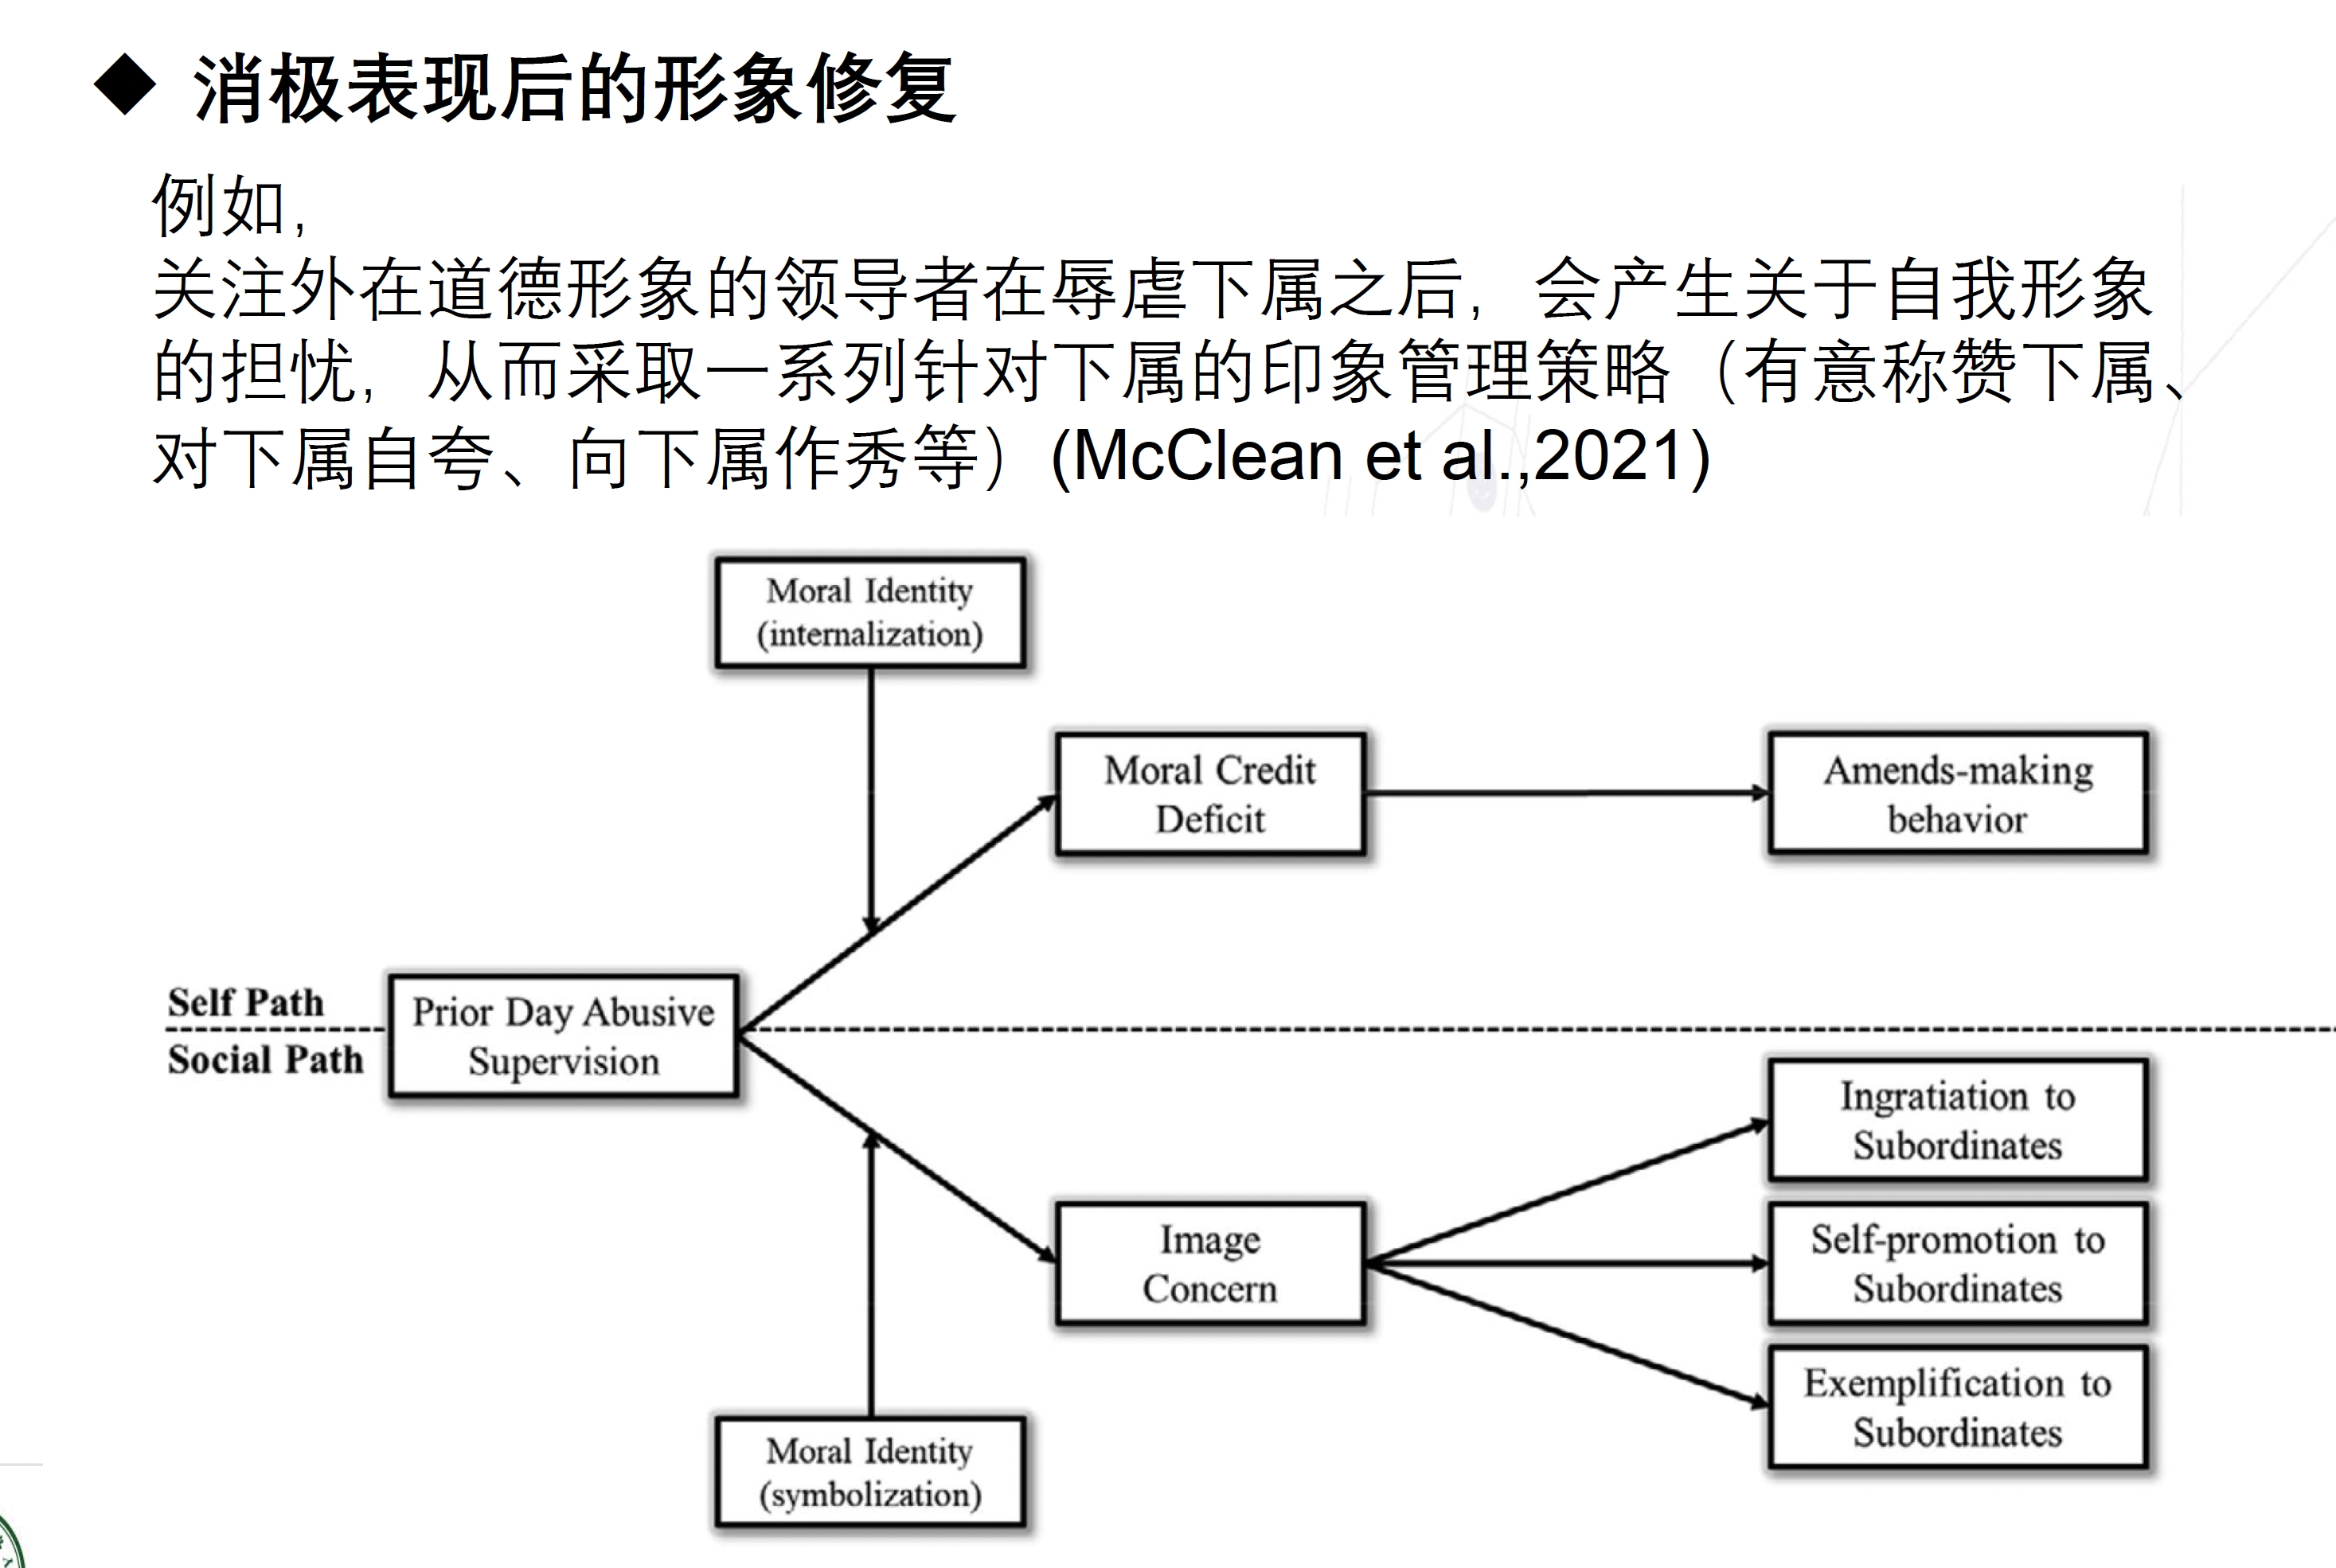 消极表现后的形象修复
例如,
关注外在道德形象的领导者在辱虐下属之后, 会产生关于自我形象
的担忧, 从而采取一系列针对下属的印象管理策略（有意称赞下属、
对下属自夸、向下属作秀等）(McClean et al.,2021)
Moral Identity
(internalization)
Moral Credit
Deficit
Amends-making
behavior
Self Path
Social Path
Prior Day Abusive
Supervision
Ingratiation to
Subordinates
Image
Concern
Self-promotion to
Subordinates
Exemplification to
Subordinates
Moral Identity
(symbolization)